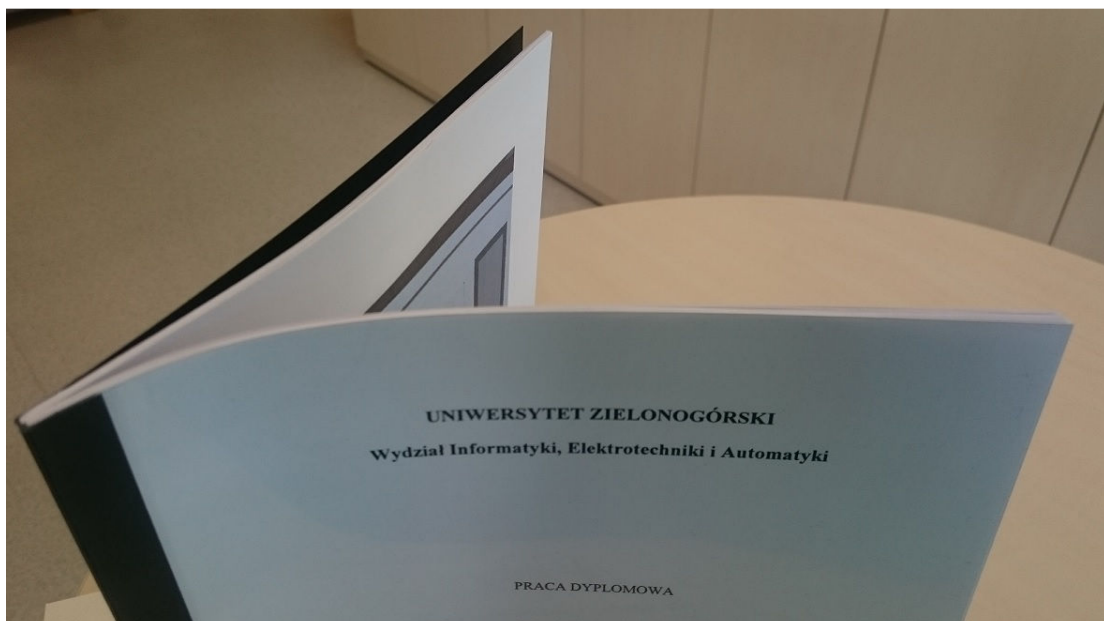 UNIWERSYTET ZIELONOGÓRSKI
Wydział Informatyki, Elektrotechniki i Automatyki
PRACA DYPLOMOWA